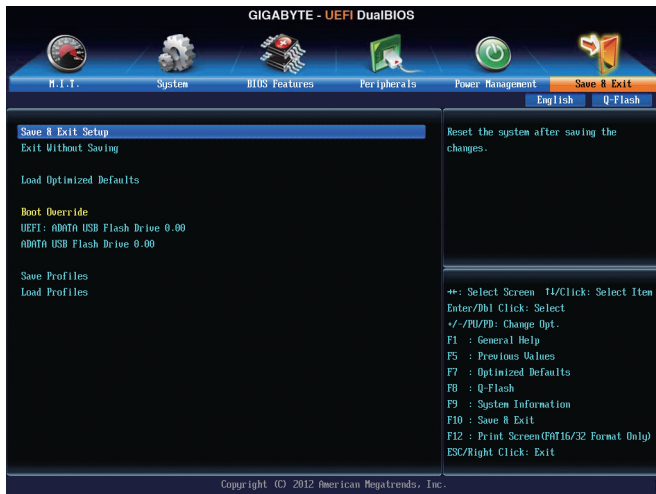 GIGABYTE - UEFI DualBIOS
M.I.T.
System
BIOS Features
Peripherals
Power Management
Save & Exit
English
Q-Flash
Save & Exit Setup
Exit Without Saving
Load Optimized Defaults
Boot Override
UEFI: ADATA USB Flash Drive 0.00
ADATA USB Flash Drive 0.00
Save Profiles
Load Profiles
Reset the system after saving the
changes.
→←: Select Screen ↑↓/Click: Select Item
Enter/Dbl Click: Select
+/-/PU/PD: Change Opt.
F1 : General Help
F5 : Previous Values
F7 : Optimized Defaults
F8 : Q-Flash
F9 : System Information
F10 : Save & Exit
F12 : Print Screen(FAT16/32 Format Only)
ESC/Right Click: Exit
Copyright (C) 2012 American Megatrends, Inc.